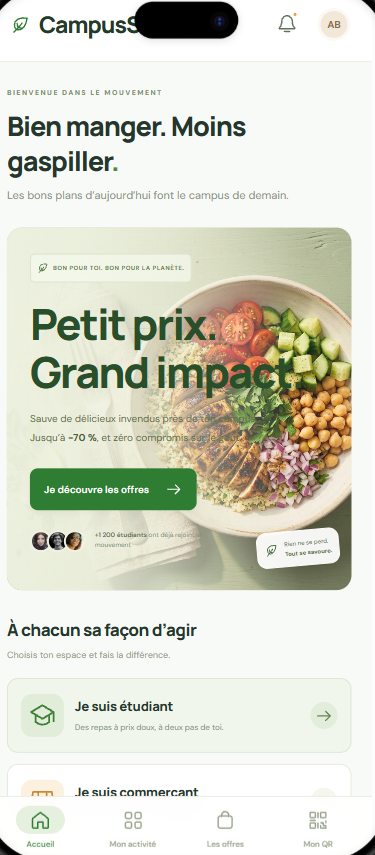 CampusS
AB
BIENVENUE DANS LE MOUVEMENT
Bien manger. Moins
gaspiller.
Les bons plans d'aujourd'hui font le campus de demain.
BON POUR TOI. BON POUR LA PLANÈTE.
Petit prix.
Grand impact.
Sauve de délicieux invendus près de ton campus.
Jusqu'à −70 %, et zéro compromis sur le goût.
Je découvre les offres
+1 200 étudiants ont déjà rejoint
mouvement.
Rien ne se perd.
Tout se savoure.
À chacun sa façon d'agir
Choisis ton espace et fais la différence.
Je suis étudiant
Des repas à prix doux, à deux pas de toi.
Je suis commerçant
Accueil
Mon activité
Les offres
Mon QR